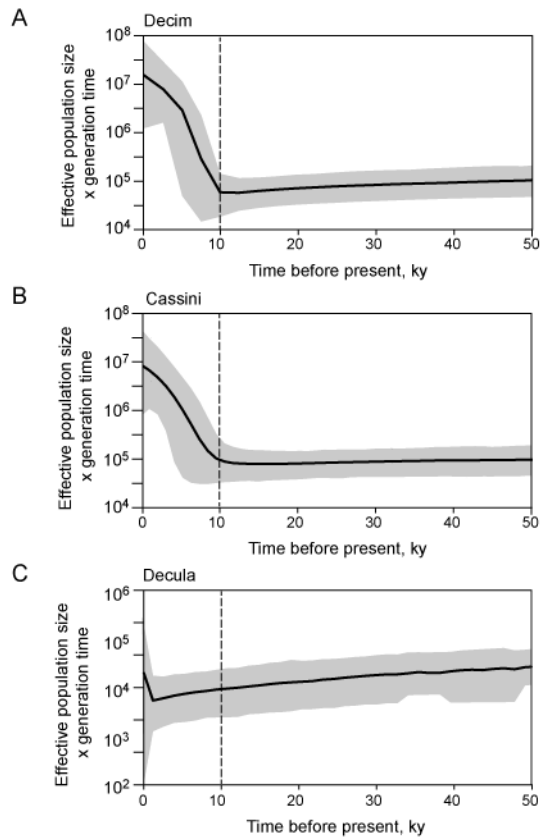 A
Decim
Effective population size
x generation time
10⁸
10⁷
10⁶
10⁵
10⁴
0
10
20
30
40
50
Time before present, ky
B
Cassini
Effective population size
x generation time
10⁸
10⁷
10⁶
10⁵
10⁴
0
10
20
30
40
50
Time before present, ky
C
Decula
Effective population size
x generation time
10⁶
10⁵
10⁴
10³
10²
0
10
20
30
40
50
Time before present, ky